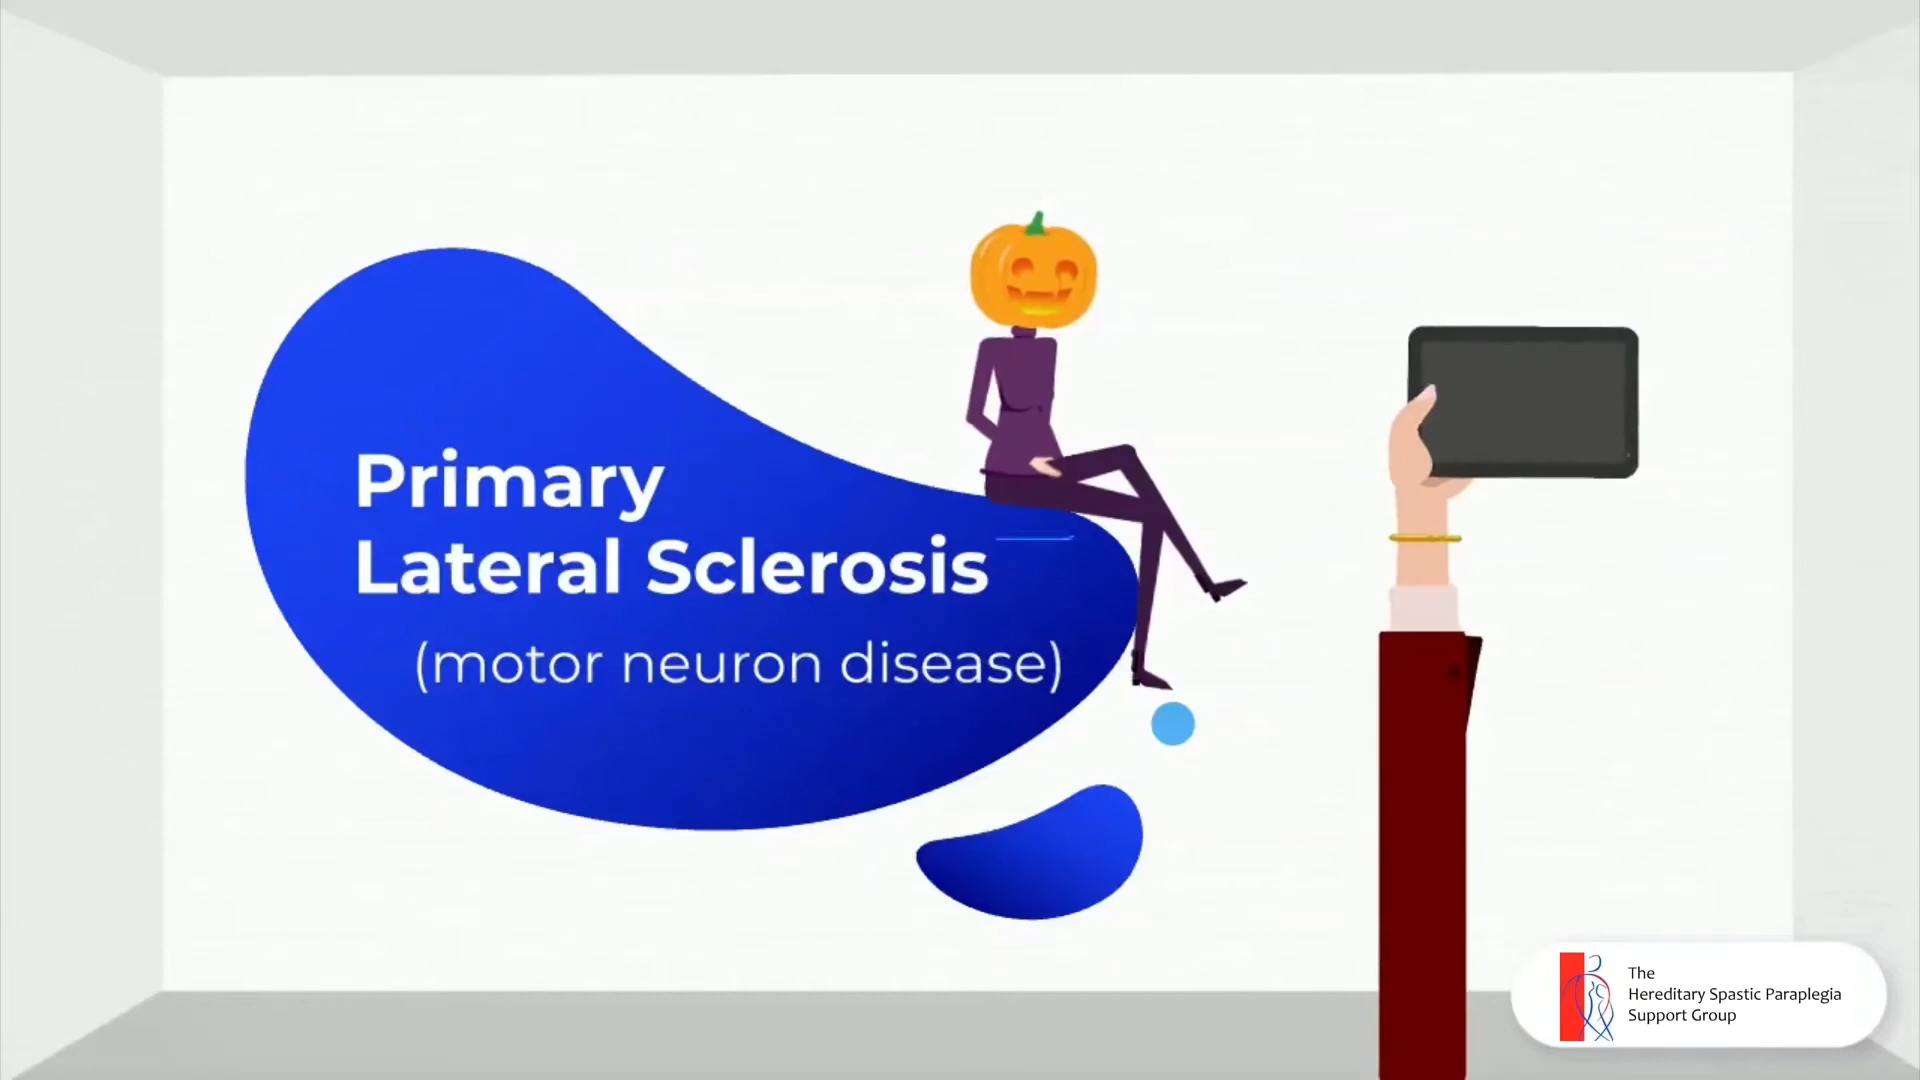 Primary
Lateral Sclerosis
(motor neuron disease)
The
Hereditary Spastic Paraplegia
Support Group